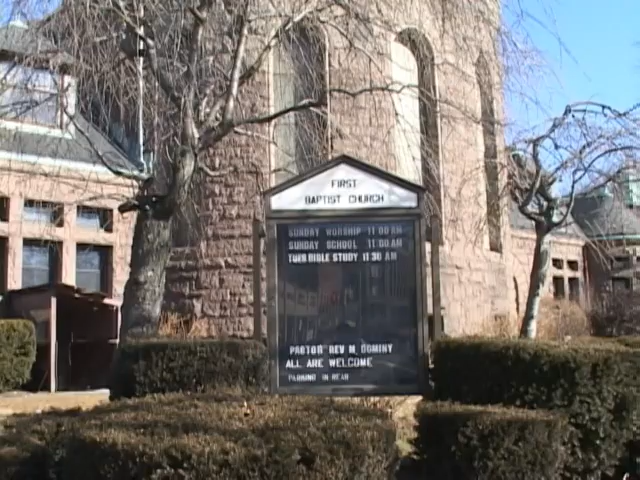 FIRST
BAPTIST CHURCH
SUNDAY WORSHIP 11 00 AM
SUNDAY SCHOOL 11 00 AM
TUES BIBLE STUDY 11 30 AM
PASTOR REV M. DOMINY
ALL ARE WELCOME
PARKING IN REAR